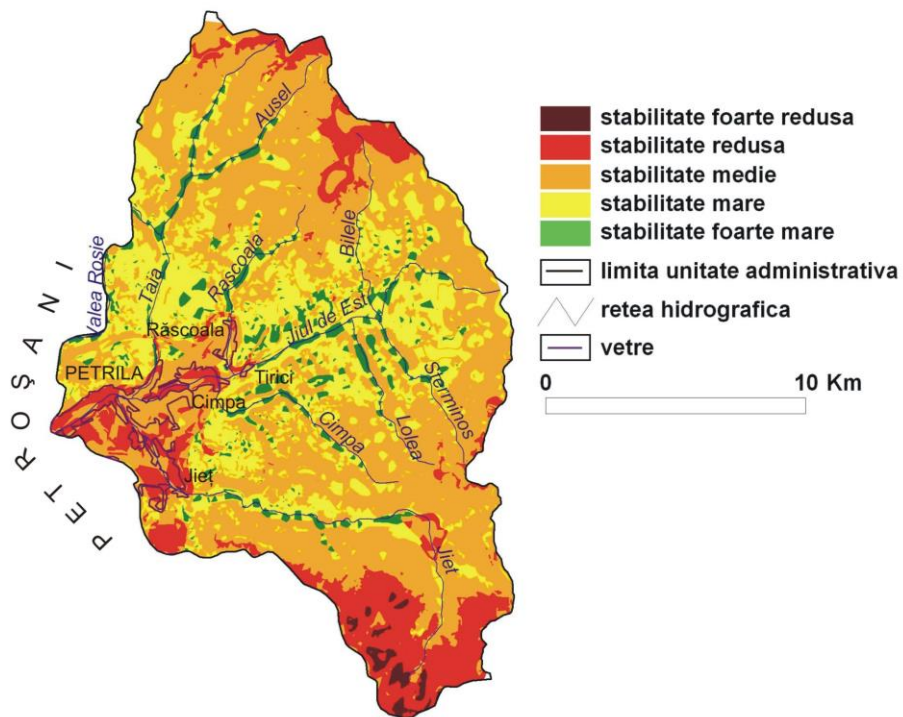 Ausel
Bilele
Rascoala
Taia
Valea Rosie
Jiul de Est
Răscoala
PETRILA
Tirici
Cimpa
Cimpa
Lolea
Sterminos
Jieț
Jiet
PETROȘANI
stabilitate foarte redusa
stabilitate redusa
stabilitate medie
stabilitate mare
stabilitate foarte mare
limita unitate administrativa
retea hidrografica
vetre
0 10 Km